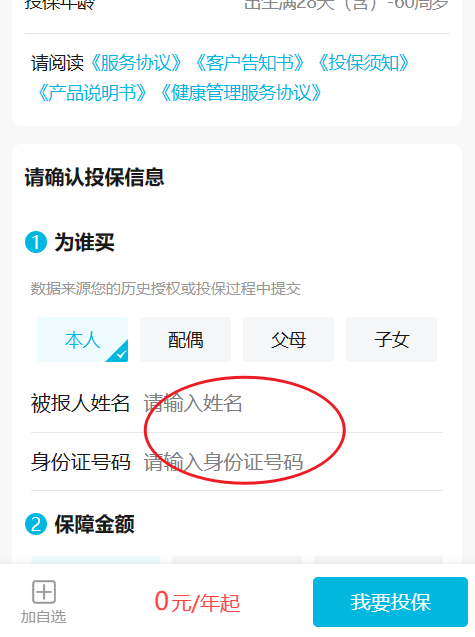 投保年龄 出生满28天（含）-60周岁
请阅读《服务协议》《客户告知书》《投保须知》
《产品说明书》《健康管理服务协议》
请确认投保信息
1 为谁买
数据来源您的历史授权或投保过程中提交
本人 配偶 父母 子女
被报人姓名 请输入姓名
身份证号码 请输入身份证号码
2 保障金额
加自选 0元/年起 我要投保